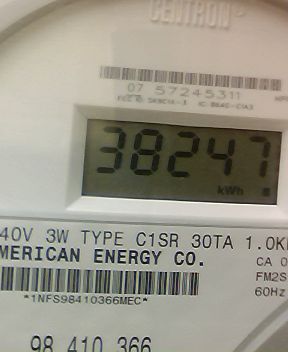 CENTRON
07 57245311
38247
kWh
40V 3W TYPE C1SR 30TA 1.0K
MERICAN ENERGY CO.
CA 0
FM2S
*1NFS98410366MEC*
60Hz
98 410 366